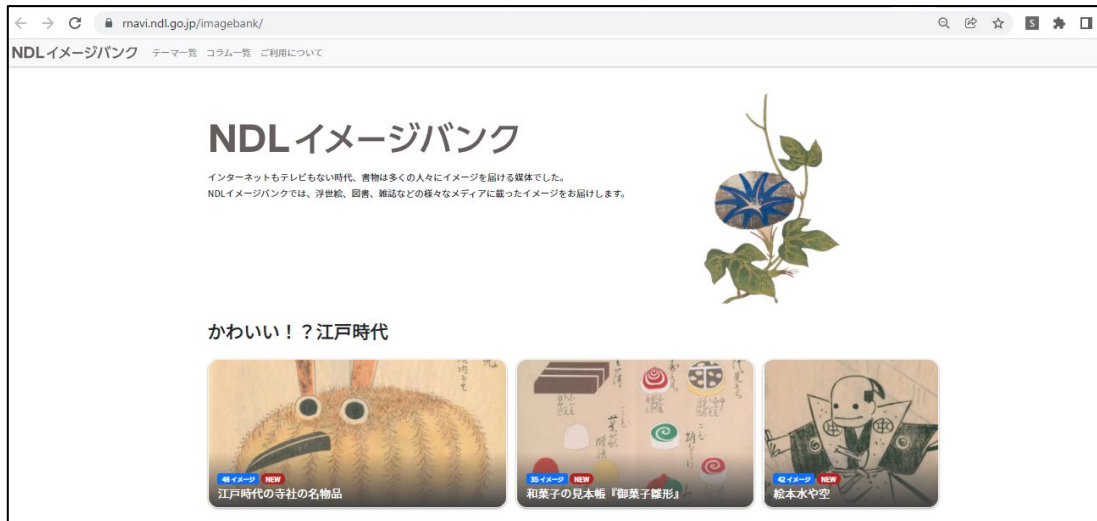 rnavi.ndl.go.jp/imagebank/
NDLイメージバンク テーマ一覧 コラム一覧 ご利用について
NDLイメージバンク
インターネットもテレビもない時代、書物は多くの人々にイメージを届ける媒体でした。
NDLイメージバンクでは、浮世絵、図書、雑誌などの様々なメディアに載ったイメージをお届けします。
かわいい！？江戸時代
48イメージ NEW
江戸時代の寺社の名物品
35イメージ NEW
和菓子の見本帳『御菓子雛形』
42イメージ NEW
絵本水や空